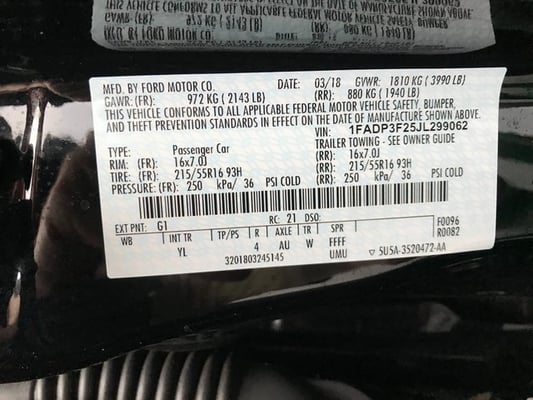 MFD. BY FORD MOTOR CO. DATE: 03/18 GVWR: 1810 KG ( 3990 LB)
GAWR: (FR): 972 KG ( 2143 LB) (RR): 880 KG ( 1940 LB)
THIS VEHICLE CONFORMS TO ALL APPLICABLE FEDERAL MOTOR VEHICLE SAFETY, BUMPER,
AND THEFT PREVENTION STANDARDS IN EFFECT ON THE DATE OF MANUFACTURE SHOWN ABOVE.
VIN: 1FADP3F25JL299062
TYPE: Passenger Car TRAILER TOWING - SEE OWNER GUIDE
RIM: (FR): 16x7.0J (RR): 16x7.0J
TIRE: (FR): 215/55R16 93H (RR): 215/55R16 93H
PRESSURE: (FR): 250 kPa/ 36 PSI COLD (RR): 250 kPa/ 36 PSI COLD
EXT PNT: G1 RC: 21 DSO: F0096
WB INT TR TP/PS R AXLE TR SPR R0082
YL 4 AU W FFFF
3201803245145 UMU ▽ 5U5A-3520472-AA